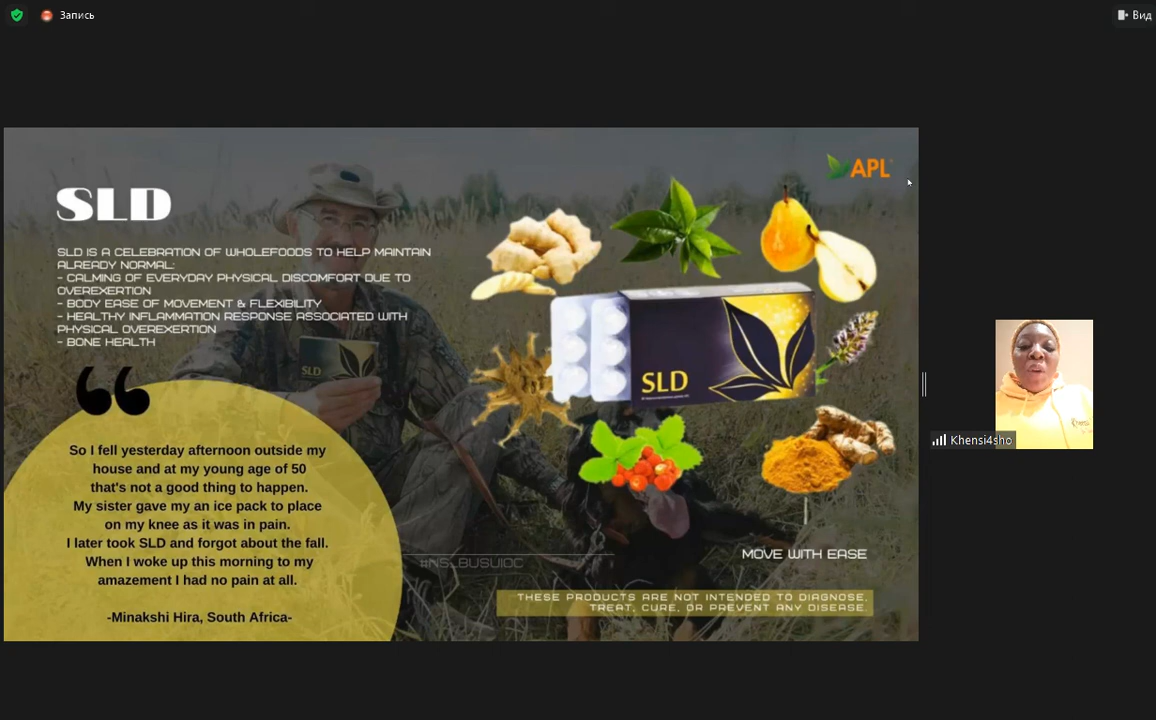 Запись
Вид
APL
SLD
SLD IS A CELEBRATION OF WHOLEFOODS TO HELP MAINTAIN
ALREADY NORMAL:
- CALMING OF EVERYDAY PHYSICAL DISCOMFORT DUE TO
OVEREXERTION
- BODY EASE OF MOVEMENT & FLEXIBILITY
- HEALTHY INFLAMMATION RESPONSE ASSOCIATED WITH
PHYSICAL OVEREXERTION
- BONE HEALTH
SLD
SLD
So I fell yesterday afternoon outside my
house and at my young age of 50
that's not a good thing to happen.
My sister gave my an ice pack to place
on my knee as it was in pain.
I later took SLD and forgot about the fall.
When I woke up this morning to my
amazement I had no pain at all.
-Minakshi Hira, South Africa-
MOVE WITH EASE
THESE PRODUCTS ARE NOT INTENDED TO DIAGNOSE,
TREAT, CURE, OR PREVENT ANY DISEASE.
Khensi4sho